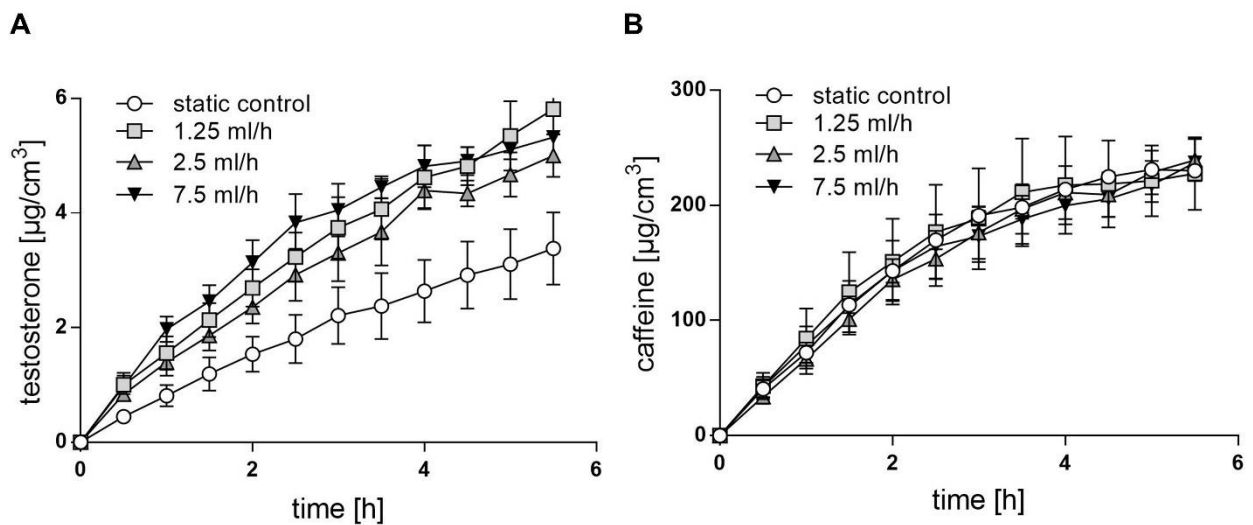 A
testosterone [µg/cm³]
6
4
2
0
static control
1.25 ml/h
2.5 ml/h
7.5 ml/h
0 2 4 6
time [h]
B
caffeine [µg/cm³]
300
200
100
0
static control
1.25 ml/h
2.5 ml/h
7.5 ml/h
0 2 4 6
time [h]